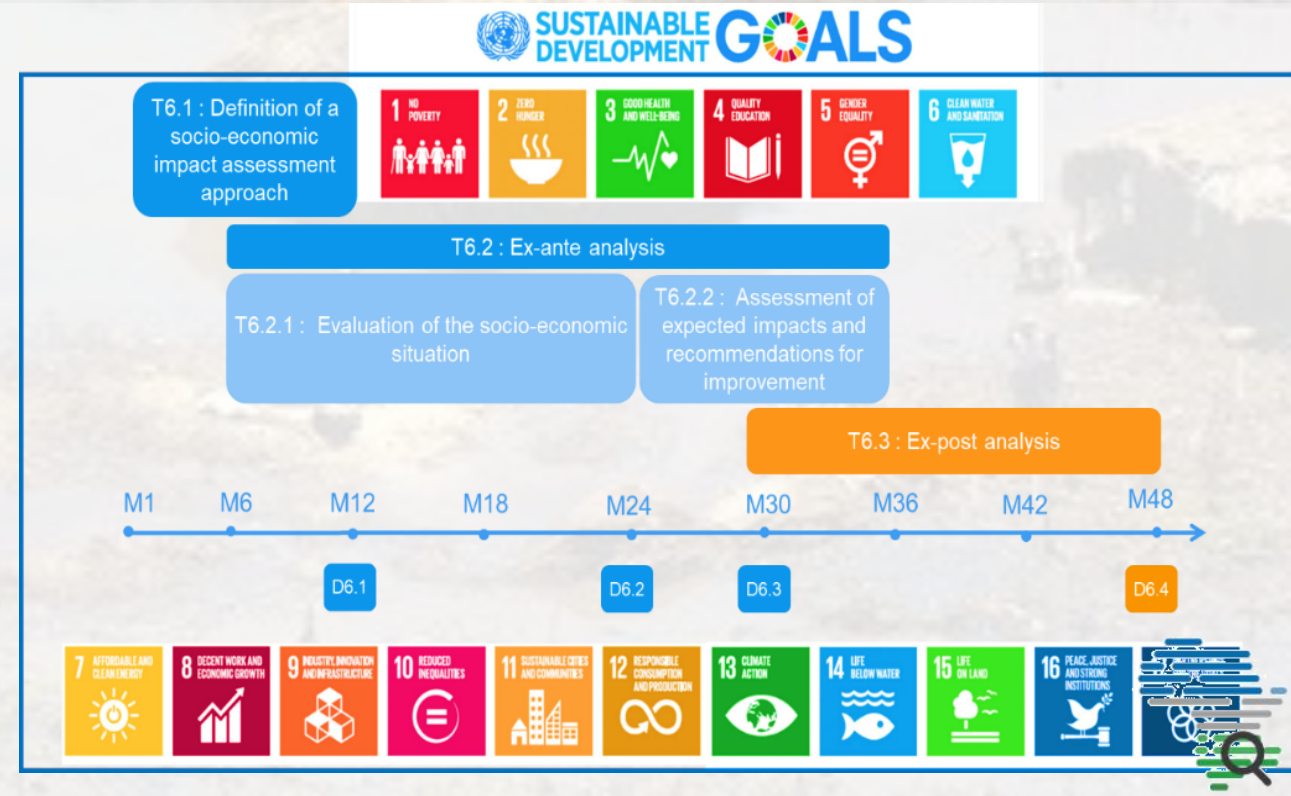 SUSTAINABLE
DEVELOPMENT
GOALS
T6.1 : Definition of a
socio-economic
impact assessment
approach
1 NO
POVERTY
2 ZERO
HUNGER
3 GOOD HEALTH
AND WELL-BEING
4 QUALITY
EDUCATION
5 GENDER
EQUALITY
6 CLEAN WATER
AND SANITATION
T6.2 : Ex-ante analysis
T6.2.1 : Evaluation of the socio-economic
situation
T6.2.2 : Assessment of
expected impacts and
recommendations for
improvement
T6.3 : Ex-post analysis
M1 M6 M12 M18 M24 M30 M36 M42 M48
D6.1 D6.2 D6.3 D6.4
7 AFFORDABLE AND
CLEAN ENERGY
8 DECENT WORK AND
ECONOMIC GROWTH
9 INDUSTRY, INNOVATION
AND INFRASTRUCTURE
10 REDUCED
INEQUALITIES
11 SUSTAINABLE CITIES
AND COMMUNITIES
12 RESPONSIBLE
CONSUMPTION
AND PRODUCTION
13 CLIMATE
ACTION
14 LIFE
BELOW WATER
15 LIFE
ON LAND
16 PEACE, JUSTICE
AND STRONG
INSTITUTIONS